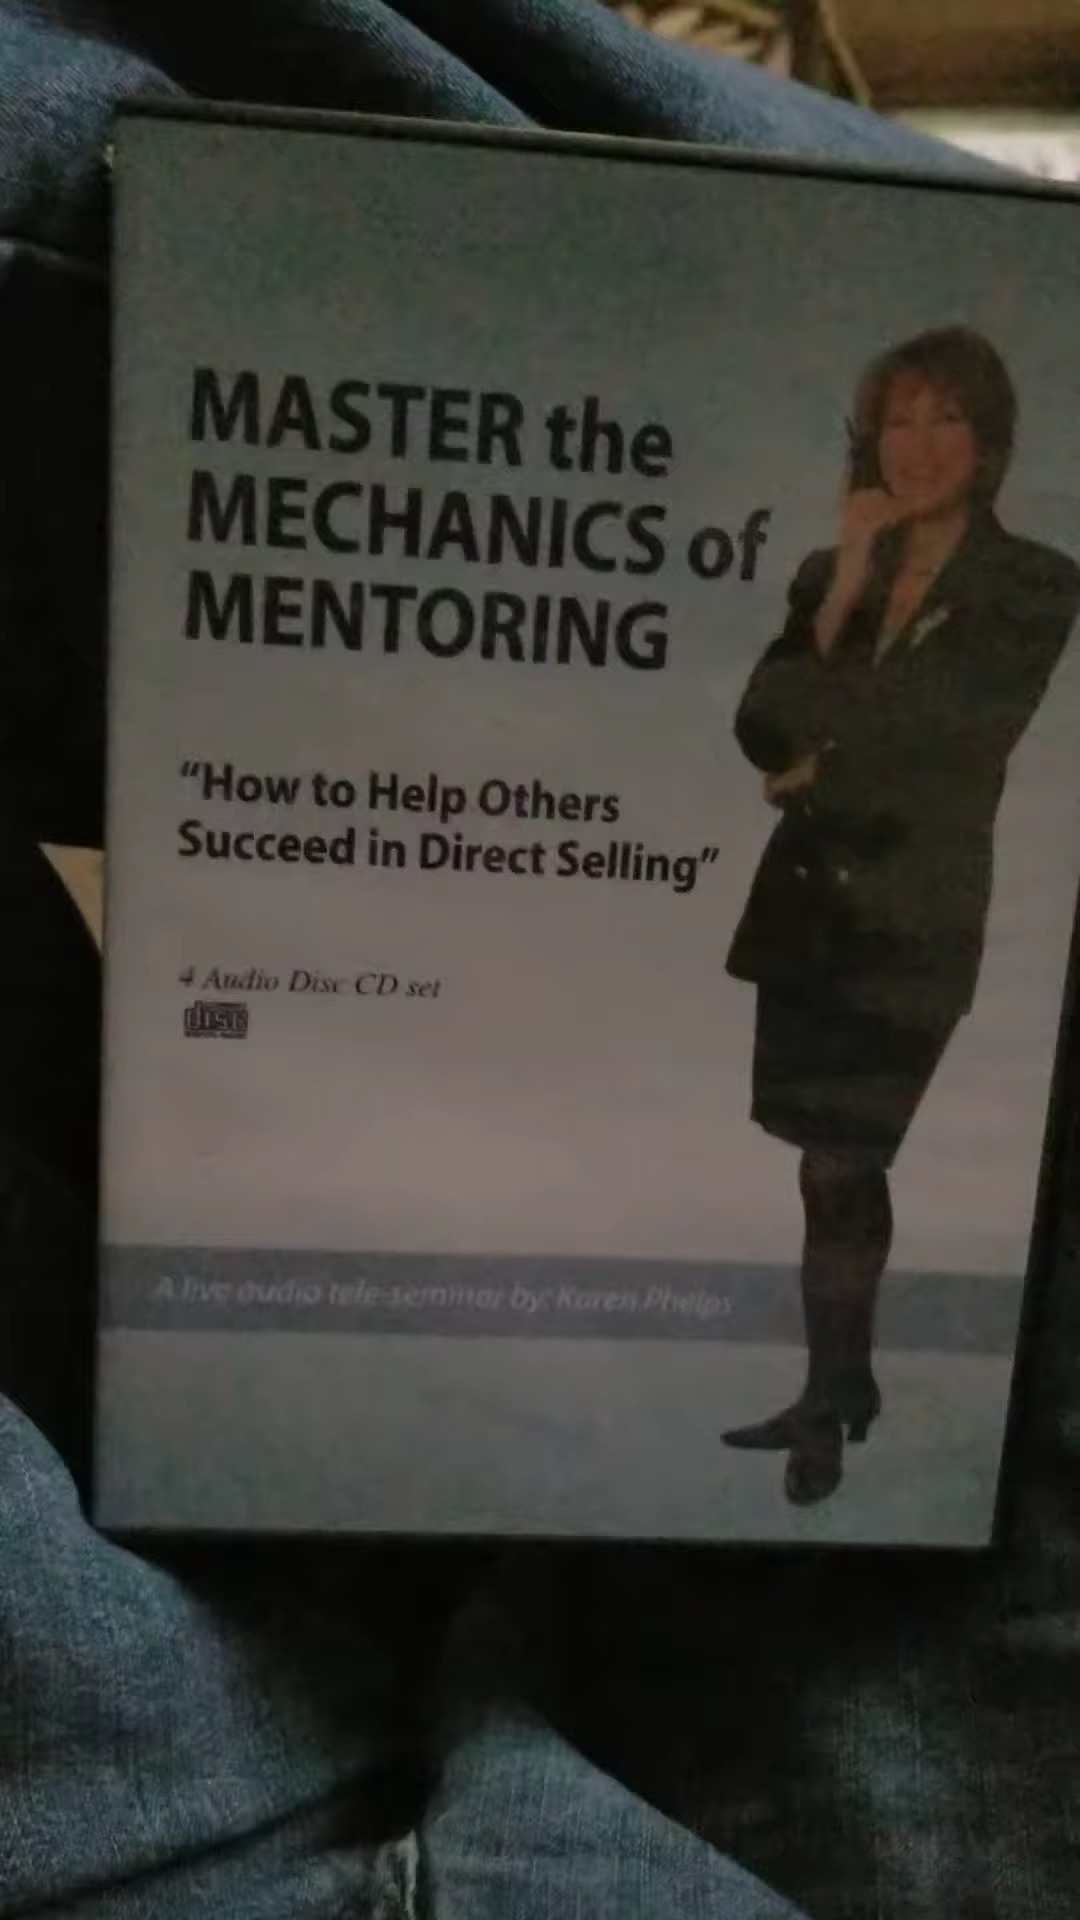 MASTER the
MECHANICS of
MENTORING
“How to Help Others
Succeed in Direct Selling”
4 Audio Disc CD set
disc
A live audio tele-seminar by: Karen Phelps